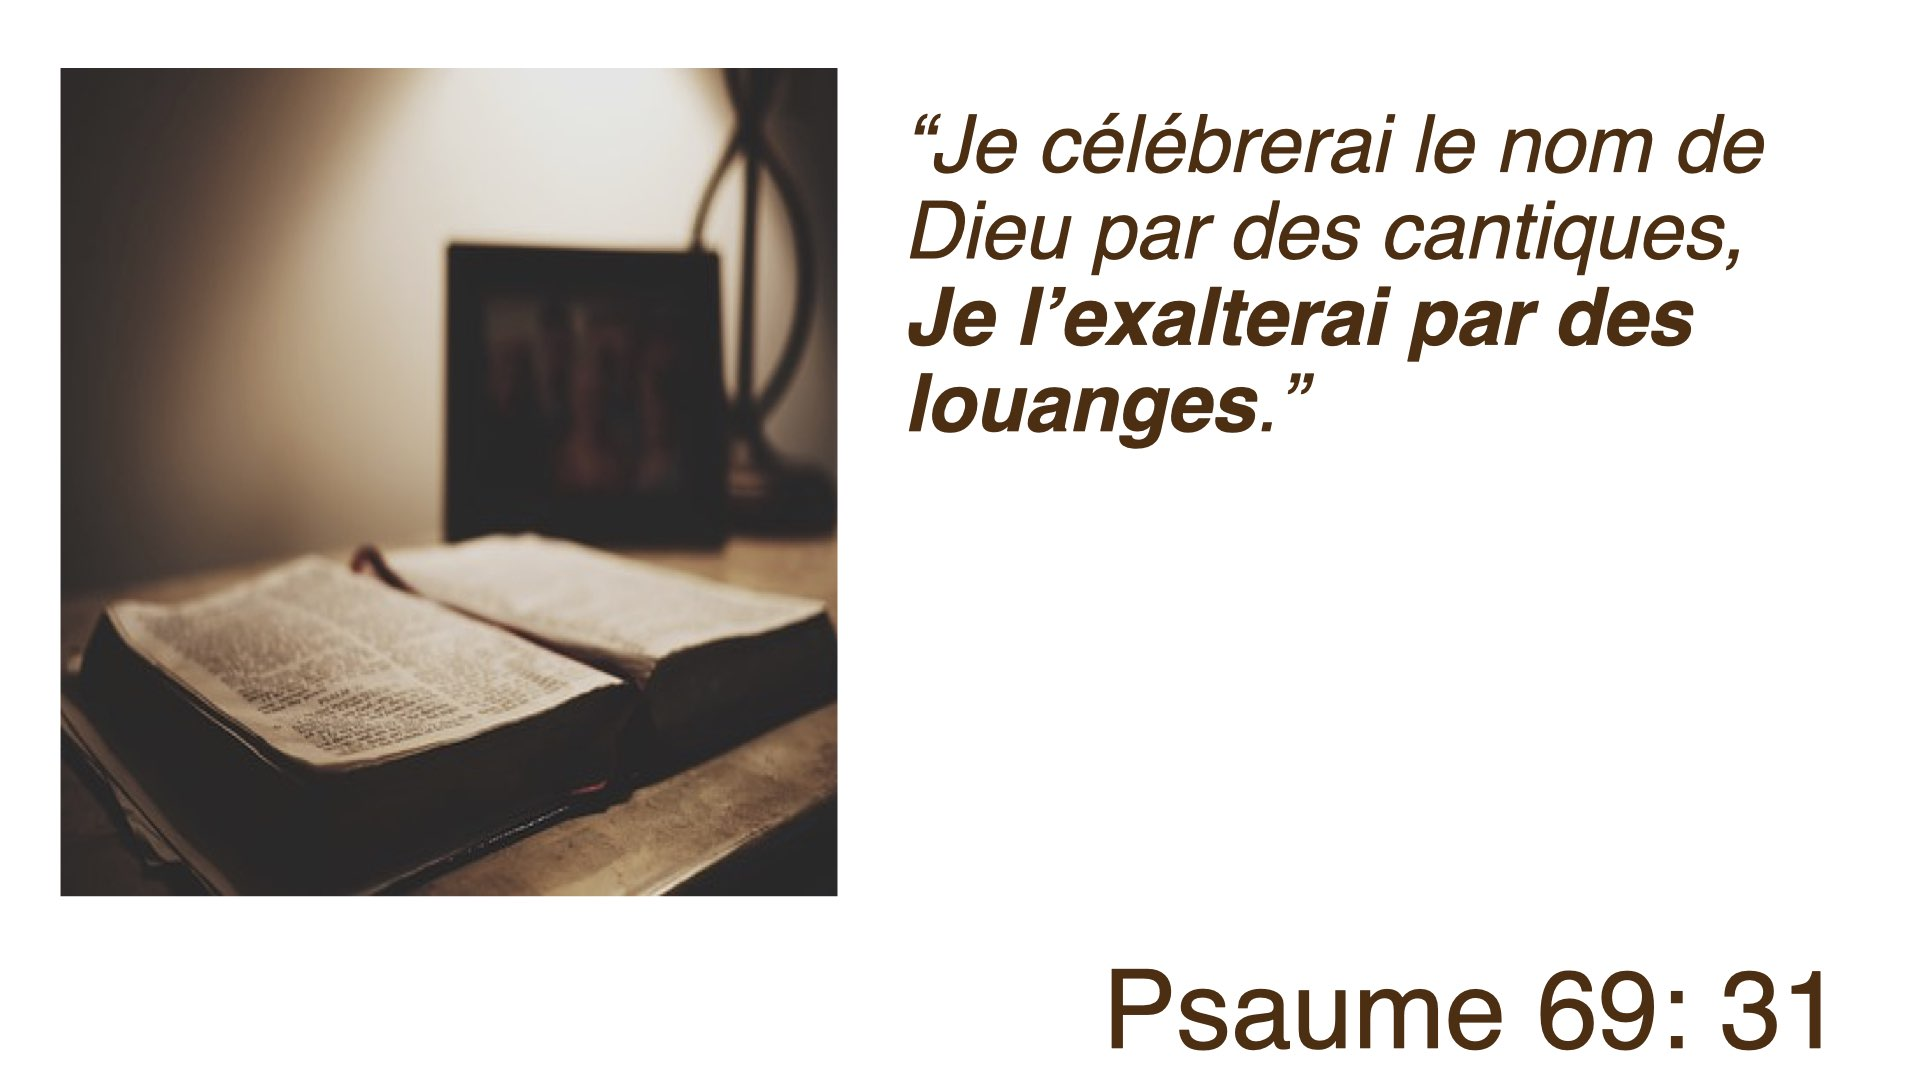 “Je célébrerai le nom de
Dieu par des cantiques,
Je l’exalterai par des
louanges.”
Psaume 69: 31